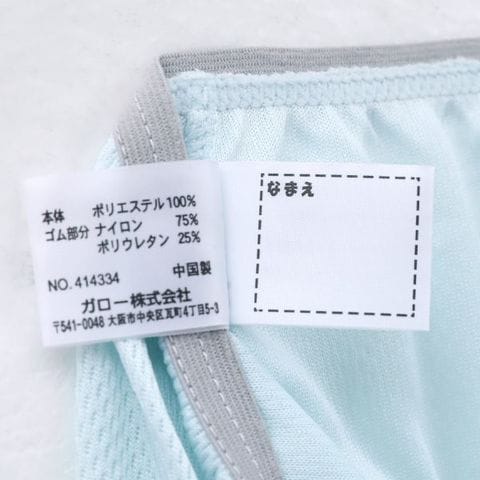 本体 ポリエステル100%
ゴム部分 ナイロン 75%
ポリウレタン 25%
NO.414334 中国製
ガロー株式会社
〒541-0048 大阪市中央区瓦町4丁目5-3
なまえ